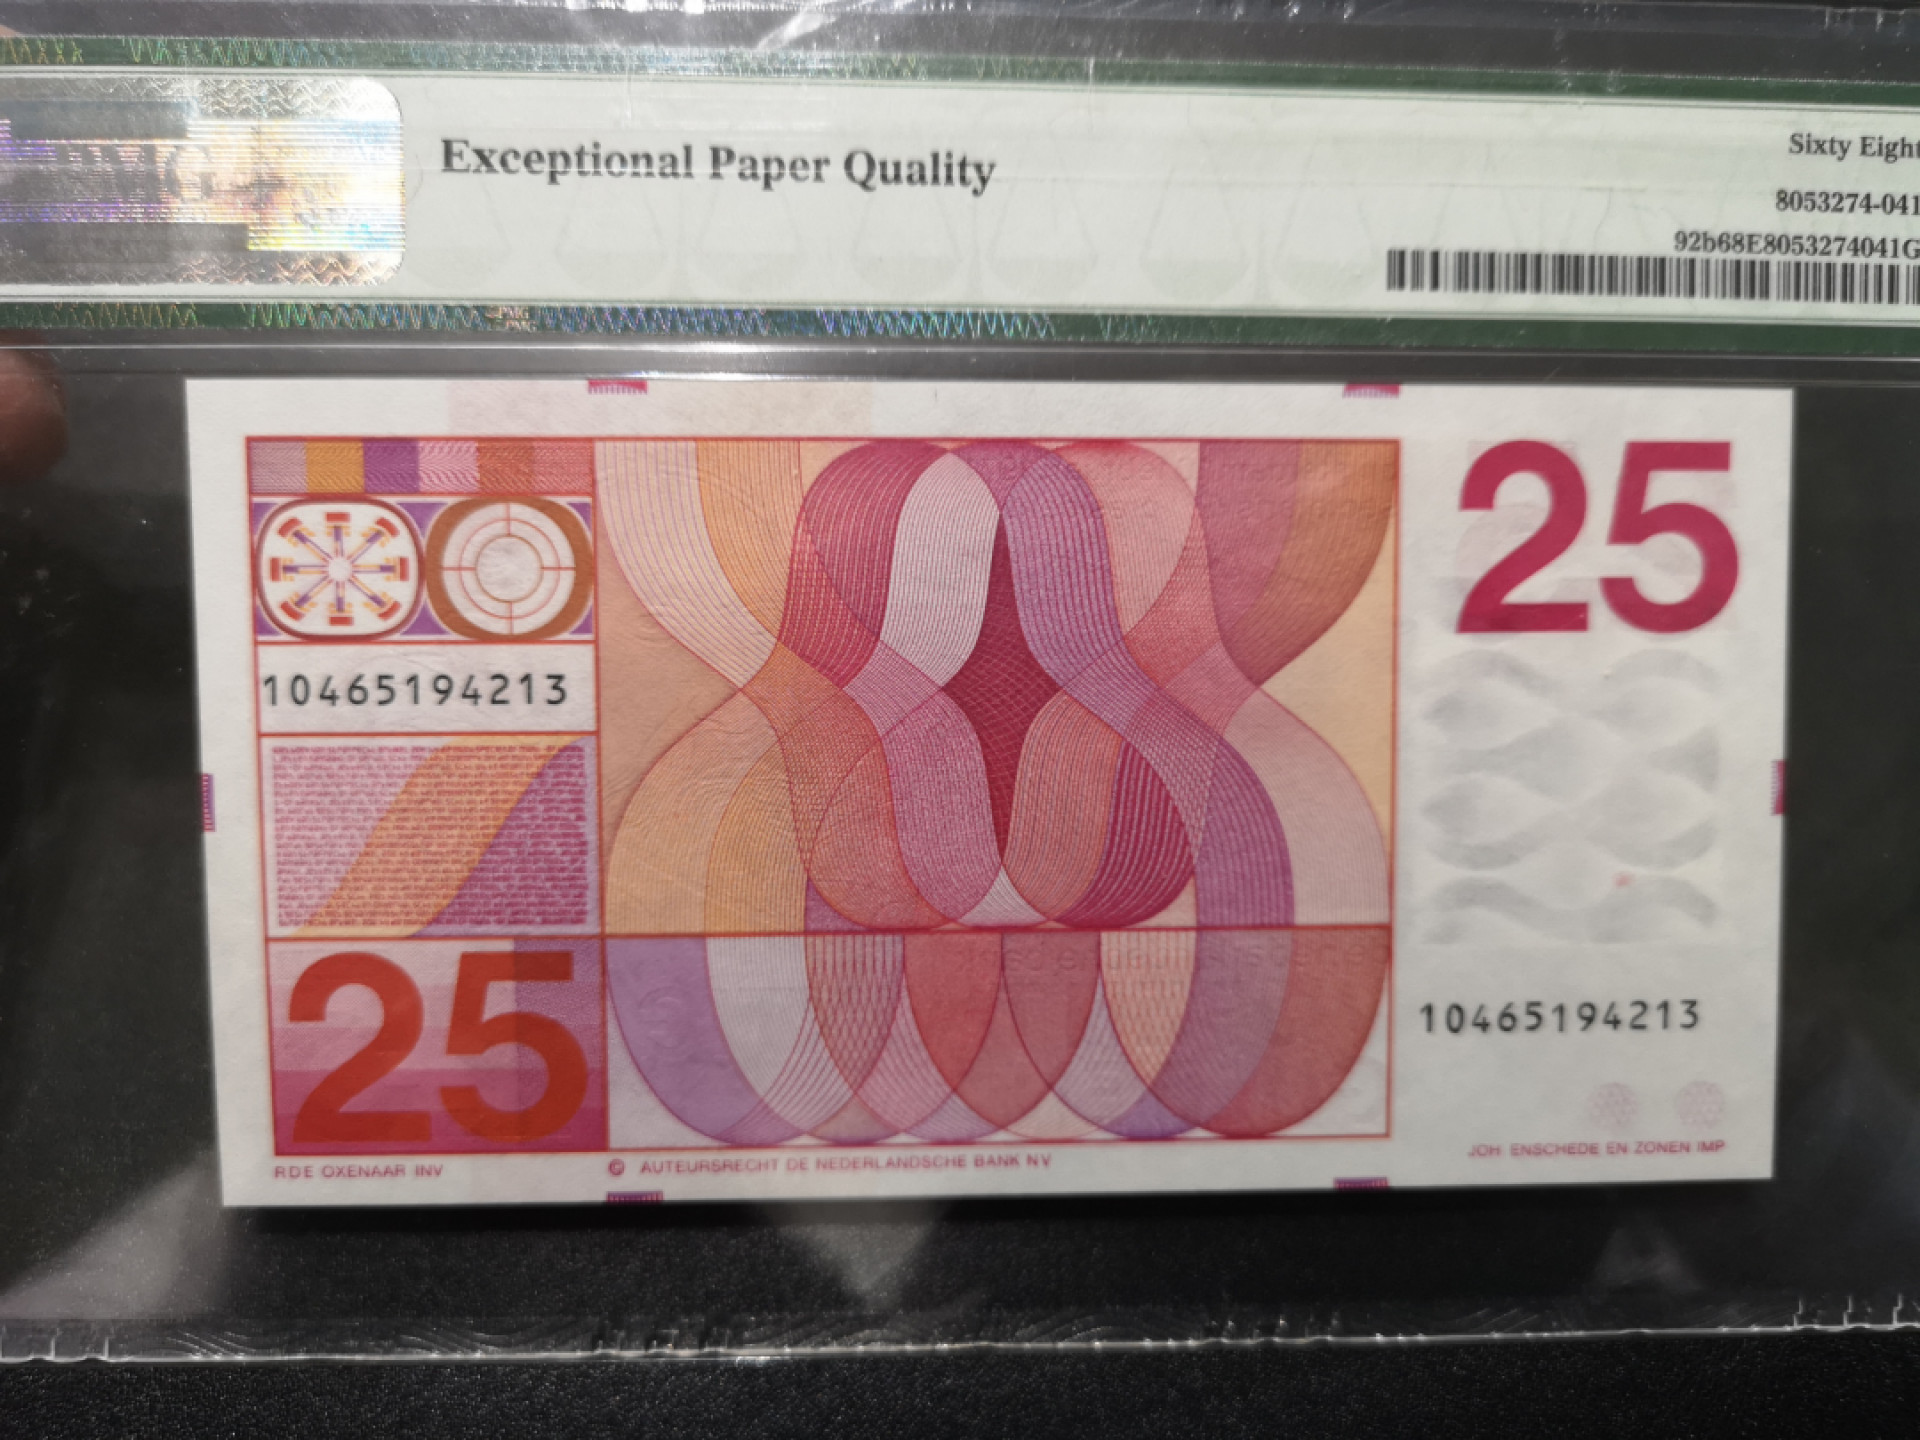 PMG
Exceptional Paper Quality
Sixty Eight
8053274-041
92b68E8053274041G
25
10465194213
25
10465194213
JOH ENSCHEDE EN ZONEN IMP
RDE OXENAAR INV
© AUTEURSRECHT DE NEDERLANDSCHE BANK NV